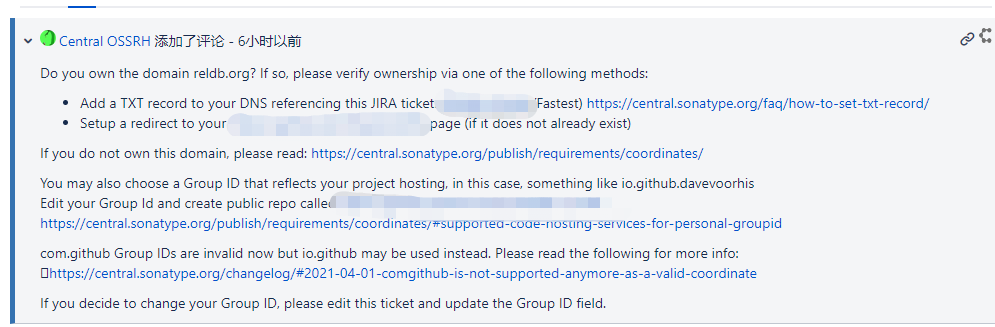 Central OSSRH 添加了评论 - 6小时以前
Do you own the domain reldb.org? If so, please verify ownership via one of the following methods:
Add a TXT record to your DNS referencing this JIRA ticket Fastest) https://central.sonatype.org/faq/how-to-set-txt-record/
Setup a redirect to your page (if it does not already exist)
If you do not own this domain, please read: https://central.sonatype.org/publish/requirements/coordinates/
You may also choose a Group ID that reflects your project hosting, in this case, something like io.github.davevoorhis
Edit your Group Id and create public repo called
https://central.sonatype.org/publish/requirements/coordinates/#supported-code-hosting-services-for-personal-groupid
com.github Group IDs are invalid now but io.github may be used instead. Please read the following for more info:
https://central.sonatype.org/changelog/#2021-04-01-comgithub-is-not-supported-anymore-as-a-valid-coordinate
If you decide to change your Group ID, please edit this ticket and update the Group ID field.